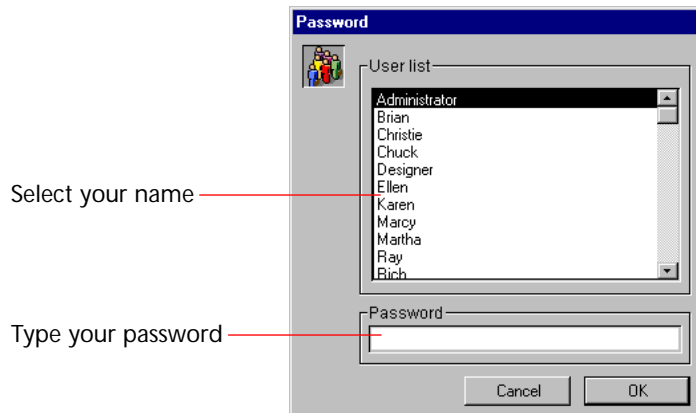 Password
User list
Administrator
Brian
Christie
Chuck
Designer
Ellen
Select your name
Karen
Marcy
Martha
Ray
Rich
Password
Type your password
Cancel OK